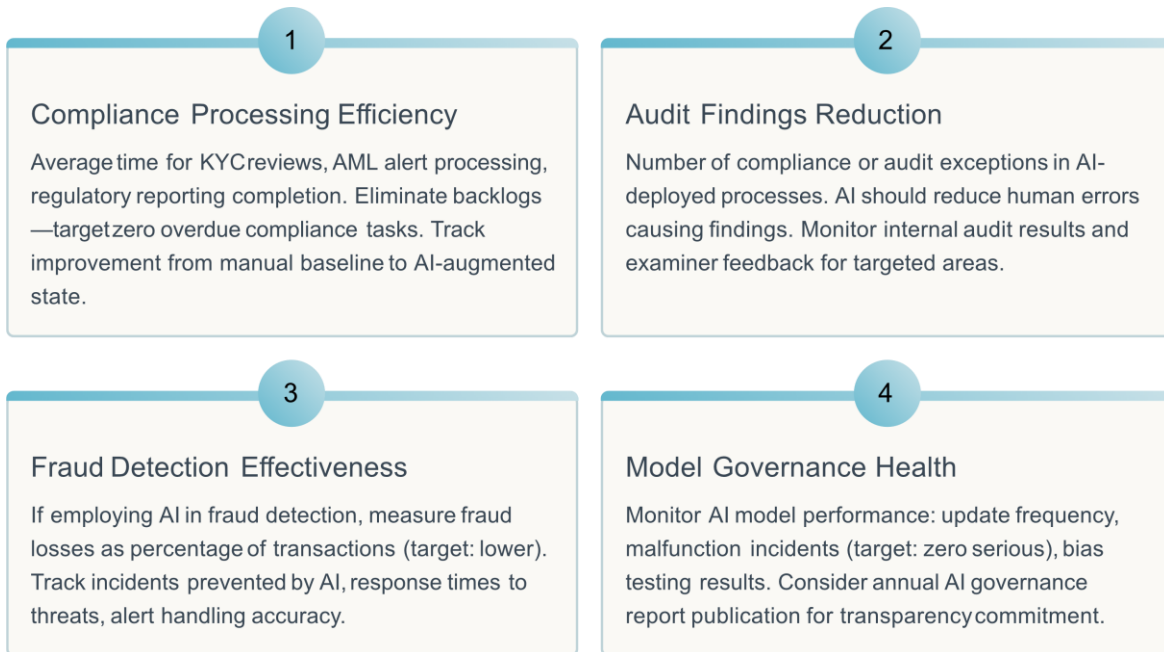 1
Compliance Processing Efficiency
Average time for KYC reviews, AML alert processing,
regulatory reporting completion. Eliminate backlogs
—target zero overdue compliance tasks. Track
improvement from manual baseline to AI-augmented
state.
2
Audit Findings Reduction
Number of compliance or audit exceptions in AI-
deployed processes. AI should reduce human errors
causing findings. Monitor internal audit results and
examiner feedback for targeted areas.
3
Fraud Detection Effectiveness
If employing AI in fraud detection, measure fraud
losses as percentage of transactions (target: lower).
Track incidents prevented by AI, response times to
threats, alert handling accuracy.
4
Model Governance Health
Monitor AI model performance: update frequency,
malfunction incidents (target: zero serious), bias
testing results. Consider annual AI governance
report publication for transparency commitment.